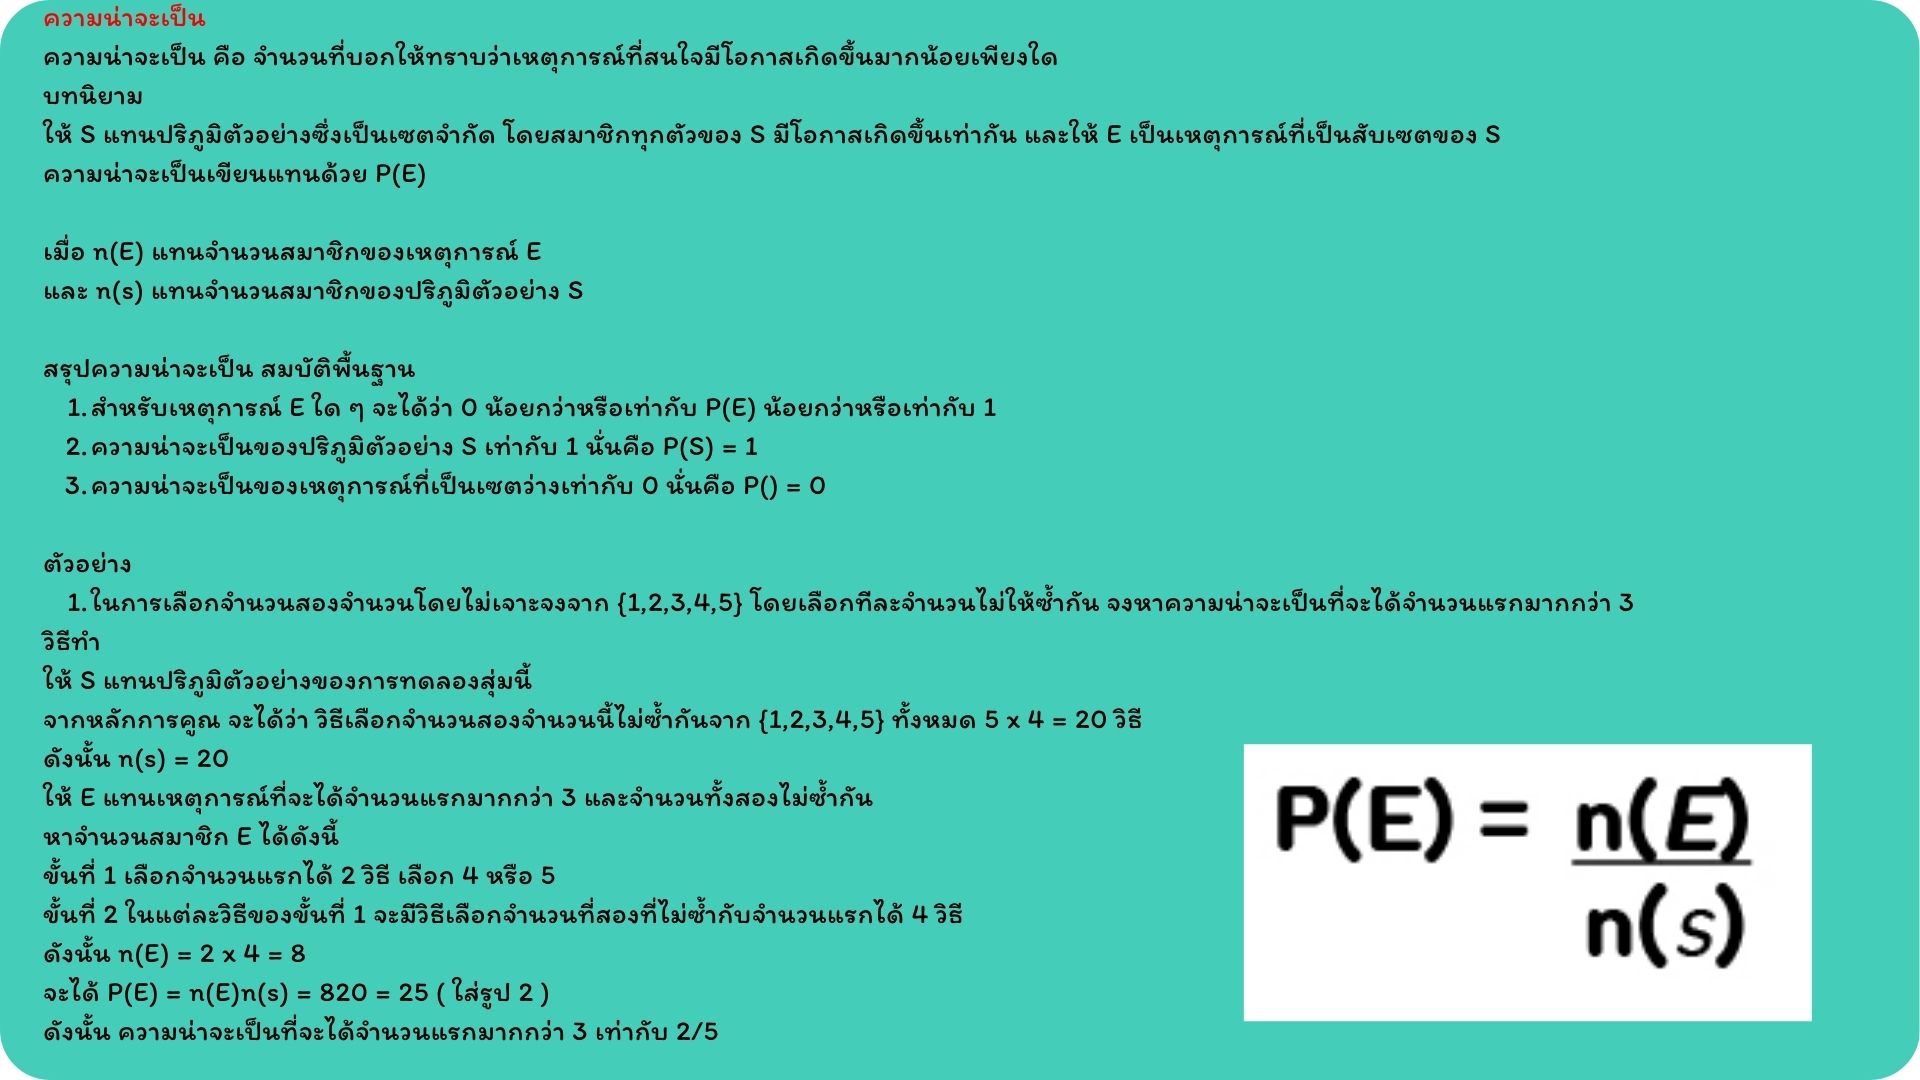 ความน่าจะเป็น
ความน่าจะเป็น คือ จำนวนที่บอกให้ทราบว่าเหตุการณ์ที่สนใจมีโอกาสเกิดขึ้นมากน้อยเพียงใด
บทนิยาม
ให้ S แทนปริภูมิตัวอย่างซึ่งเป็นเซตจำกัด โดยสมาชิกทุกตัวของ S มีโอกาสเกิดขึ้นเท่ากัน และให้ E เป็นเหตุการณ์ที่เป็นสับเซตของ S
ความน่าจะเป็นเขียนแทนด้วย P(E)
เมื่อ n(E) แทนจำนวนสมาชิกของเหตุการณ์ E
และ n(s) แทนจำนวนสมาชิกของปริภูมิตัวอย่าง S
สรุปความน่าจะเป็น สมบัติพื้นฐาน
1. สำหรับเหตุการณ์ E ใด ๆ จะได้ว่า 0 น้อยกว่าหรือเท่ากับ P(E) น้อยกว่าหรือเท่ากับ 1
2. ความน่าจะเป็นของปริภูมิตัวอย่าง S เท่ากับ 1 นั่นคือ P(S) = 1
3. ความน่าจะเป็นของเหตุการณ์ที่เป็นเซตว่างเท่ากับ 0 นั่นคือ P() = 0
ตัวอย่าง
1. ในการเลือกจำนวนสองจำนวนโดยไม่เจาะจงจาก {1,2,3,4,5} โดยเลือกทีละจำนวนไม่ให้ซ้ำกัน จงหาความน่าจะเป็นที่จะได้จำนวนแรกมากกว่า 3
วิธีทำ
ให้ S แทนปริภูมิตัวอย่างของการทดลองสุ่มนี้
จากหลักการคูณ จะได้ว่า วิธีเลือกจำนวนสองจำนวนนี้ไม่ซ้ำกันจาก {1,2,3,4,5} ทั้งหมด 5 x 4 = 20 วิธี
ดังนั้น n(s) = 20
ให้ E แทนเหตุการณ์ที่จะได้จำนวนแรกมากกว่า 3 และจำนวนทั้งสองไม่ซ้ำกัน
หาจำนวนสมาชิก E ได้ดังนี้
ขั้นที่ 1 เลือกจำนวนแรกได้ 2 วิธี เลือก 4 หรือ 5
ขั้นที่ 2 ในแต่ละวิธีของขั้นที่ 1 จะมีวิธีเลือกจำนวนที่สองที่ไม่ซ้ำกับจำนวนแรกได้ 4 วิธี
ดังนั้น n(E) = 2 x 4 = 8
จะได้ P(E) = n(E)n(s) = 820 = 25 ( ใส่รูป 2 )
ดังนั้น ความน่าจะเป็นที่จะได้จำนวนแรกมากกว่า 3 เท่ากับ 2/5
P(E) = n(E)
n(s)